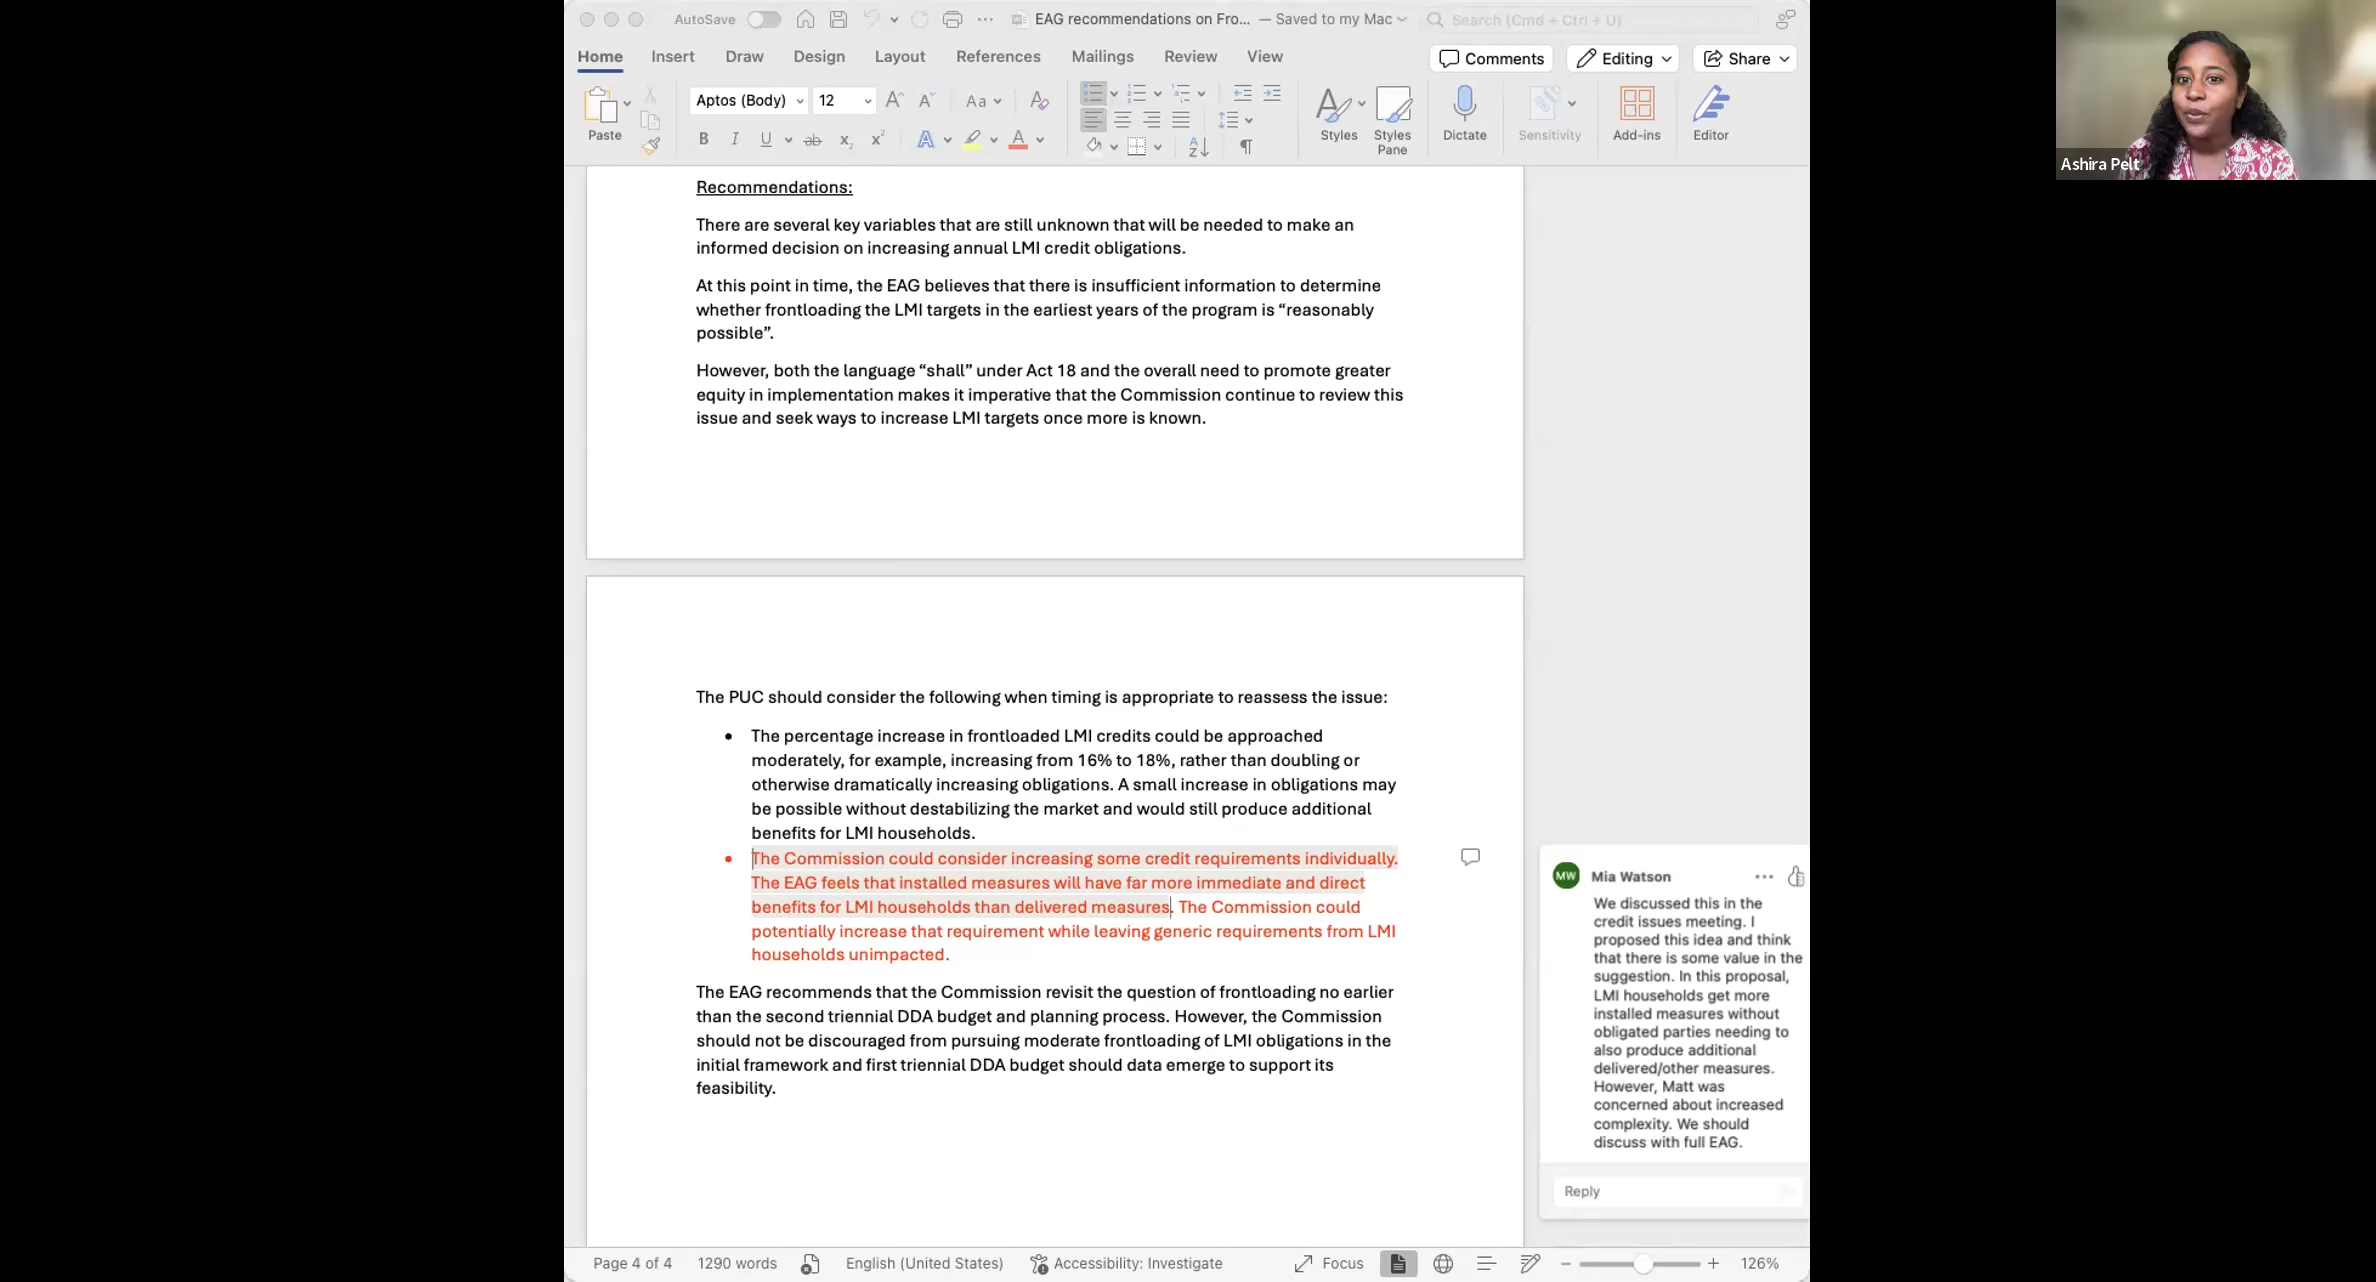 AutoSave
EAG recommendations on Fro... — Saved to my Mac
Search (Cmd + Ctrl + U)
Home Insert Draw Design Layout References Mailings Review View
Comments Editing Share
Paste
Aptos (Body) 12
Aa
B I U ab x₂ x² A A
Styles
Styles Pane
Dictate
Sensitivity
Add-ins
Editor
Ashira Pelt
Recommendations:
There are several key variables that are still unknown that will be needed to make an
informed decision on increasing annual LMI credit obligations.
At this point in time, the EAG believes that there is insufficient information to determine
whether frontloading the LMI targets in the earliest years of the program is “reasonably
possible”.
However, both the language “shall” under Act 18 and the overall need to promote greater
equity in implementation makes it imperative that the Commission continue to review this
issue and seek ways to increase LMI targets once more is known.
The PUC should consider the following when timing is appropriate to reassess the issue:
• The percentage increase in frontloaded LMI credits could be approached
moderately, for example, increasing from 16% to 18%, rather than doubling or
otherwise dramatically increasing obligations. A small increase in obligations may
be possible without destabilizing the market and would still produce additional
benefits for LMI households.
• The Commission could consider increasing some credit requirements individually.
The EAG feels that installed measures will have far more immediate and direct
benefits for LMI households than delivered measures. The Commission could
potentially increase that requirement while leaving generic requirements from LMI
households unimpacted.
The EAG recommends that the Commission revisit the question of frontloading no earlier
than the second triennial DDA budget and planning process. However, the Commission
should not be discouraged from pursuing moderate frontloading of LMI obligations in the
initial framework and first triennial DDA budget should data emerge to support its
feasibility.
MW Mia Watson
We discussed this in the
credit issues meeting. I
proposed this idea and think
that there is some value in the
suggestion. In this proposal,
LMI households get more
installed measures without
obligated parties needing to
also produce additional
delivered/other measures.
However, Matt was
concerned about increased
complexity. We should
discuss with full EAG.
Reply
Page 4 of 4 1290 words English (United States) Accessibility: Investigate Focus 126%